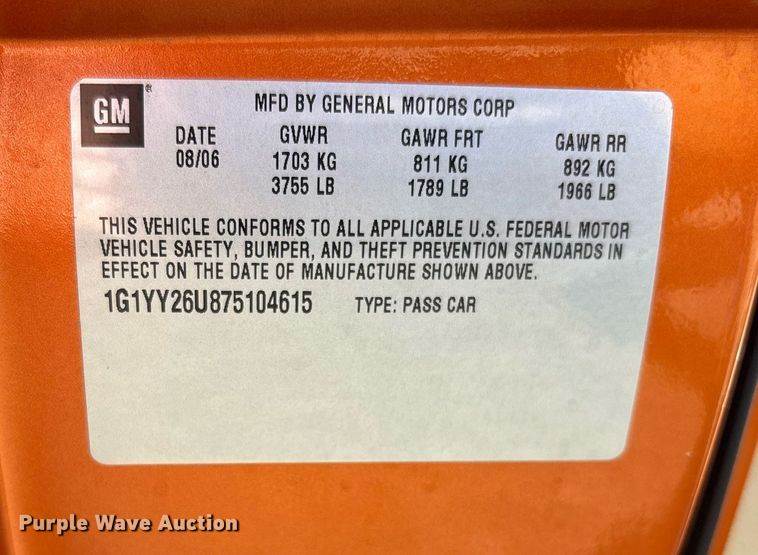 GM®
MFD BY GENERAL MOTORS CORP
DATE GVWR GAWR FRT GAWR RR
08/06 1703 KG 811 KG 892 KG
3755 LB 1789 LB 1966 LB
THIS VEHICLE CONFORMS TO ALL APPLICABLE U.S. FEDERAL MOTOR
VEHICLE SAFETY, BUMPER, AND THEFT PREVENTION STANDARDS IN
EFFECT ON THE DATE OF MANUFACTURE SHOWN ABOVE.
1G1YY26U875104615 TYPE: PASS CAR
Purple Wave Auction